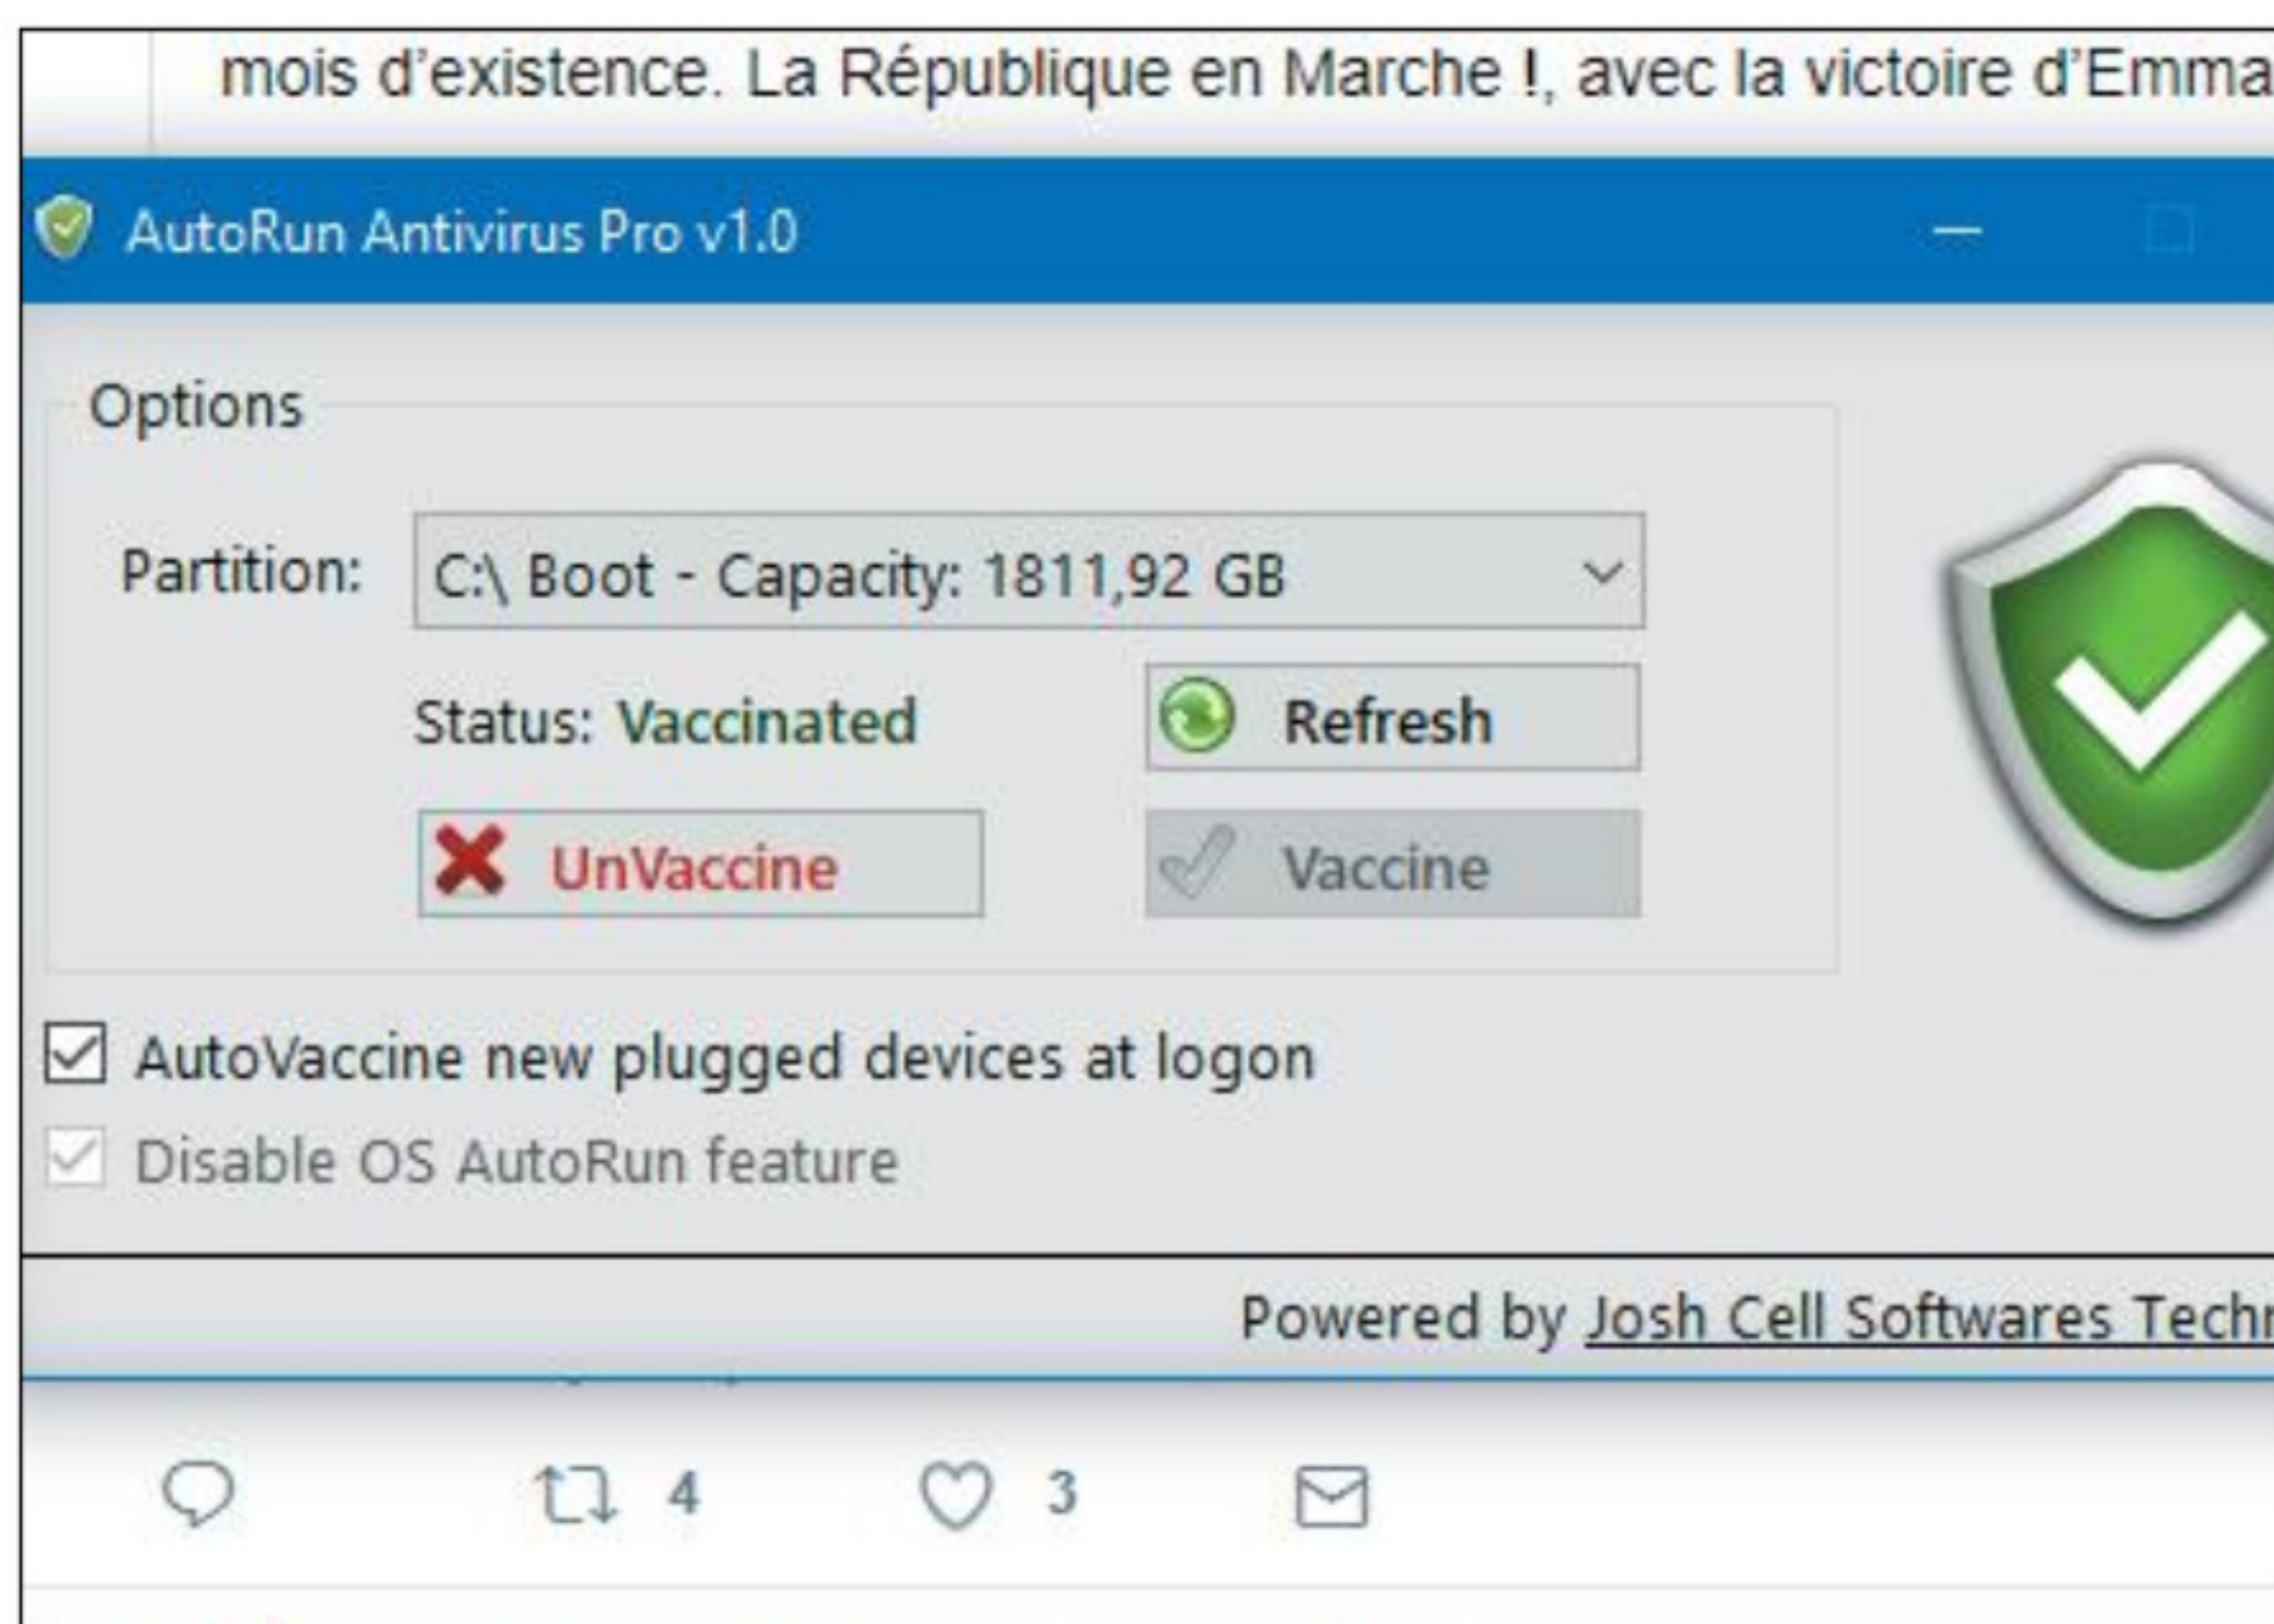 mois d'existence. La République en Marche !, avec la victoire d'Emma
AutoRun Antivirus Pro v1.0
Options
Partition: C:\ Boot - Capacity: 1811,92 GB
Status: Vaccinated Refresh
UnVaccine Vaccine
AutoVaccine new plugged devices at logon
Disable OS AutoRun feature
Powered by Josh Cell Softwares Techn
4 3